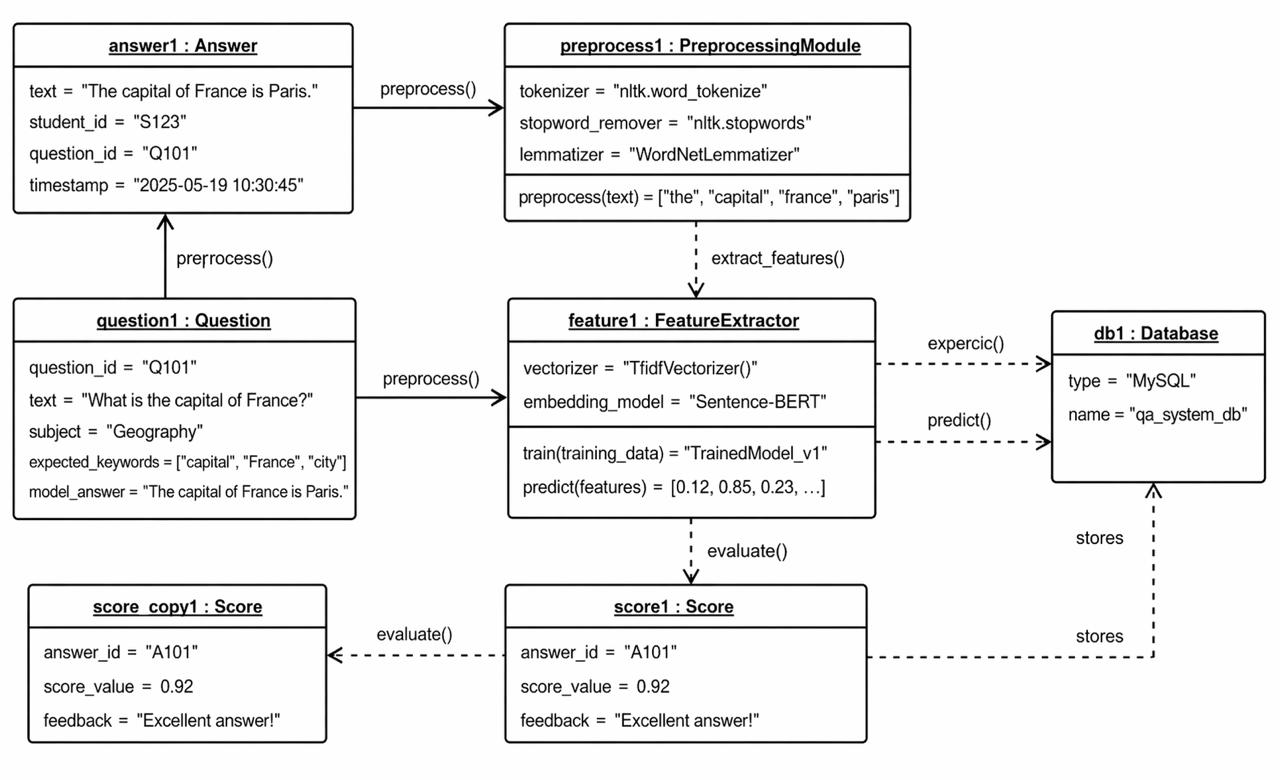 answer1 : Answer
text = "The capital of France is Paris."
student_id = "S123"
question_id = "Q101"
timestamp = "2025-05-19 10:30:45"
preprocess()
preprocess1 : PreprocessingModule
tokenizer = "nltk.word_tokenize"
stopword_remover = "nltk.stopwords"
lemmatizer = "WordNetLemmatizer"
preprocess(text) = ["the", "capital", "france", "paris"]
extract_features()
question1 : Question
question_id = "Q101"
text = "What is the capital of France?"
subject = "Geography"
expected_keywords = ["capital", "France", "city"]
model_answer = "The capital of France is Paris."
preprocess()
feature1 : FeatureExtractor
vectorizer = "TfidfVectorizer()"
embedding_model = "Sentence-BERT"
train(training_data) = "TrainedModel_v1"
predict(features) = [0.12, 0.85, 0.23, …]
expercic()
predict()
db1 : Database
type = "MySQL"
name = "qa_system_db"
evaluate()
stores
score_copy1 : Score
answer_id = "A101"
score_value = 0.92
feedback = "Excellent answer!"
evaluate()
score1 : Score
answer_id = "A101"
score_value = 0.92
feedback = "Excellent answer!"
stores